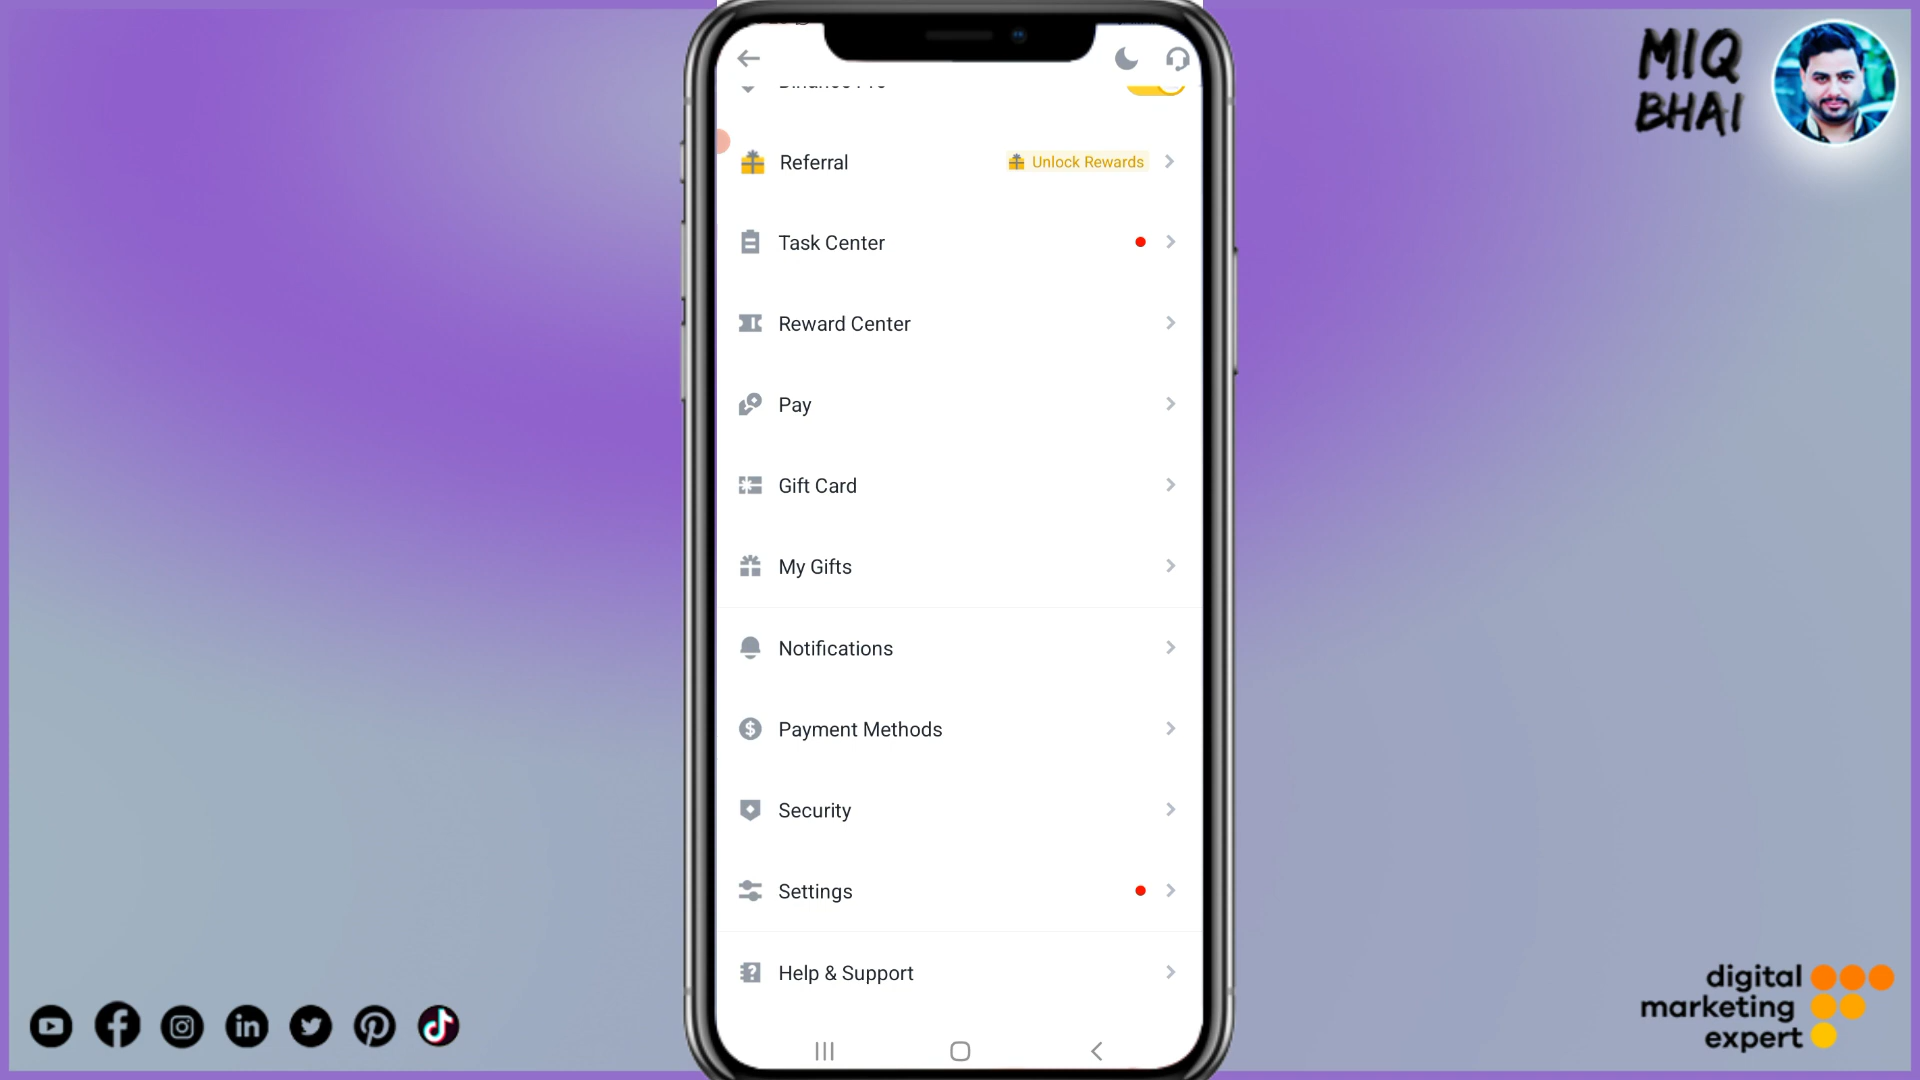 MIQ
BHAI
Referral
Unlock Rewards
Task Center
Reward Center
Pay
Gift Card
My Gifts
Notifications
Payment Methods
Security
Settings
Help & Support
digital
marketing
expert